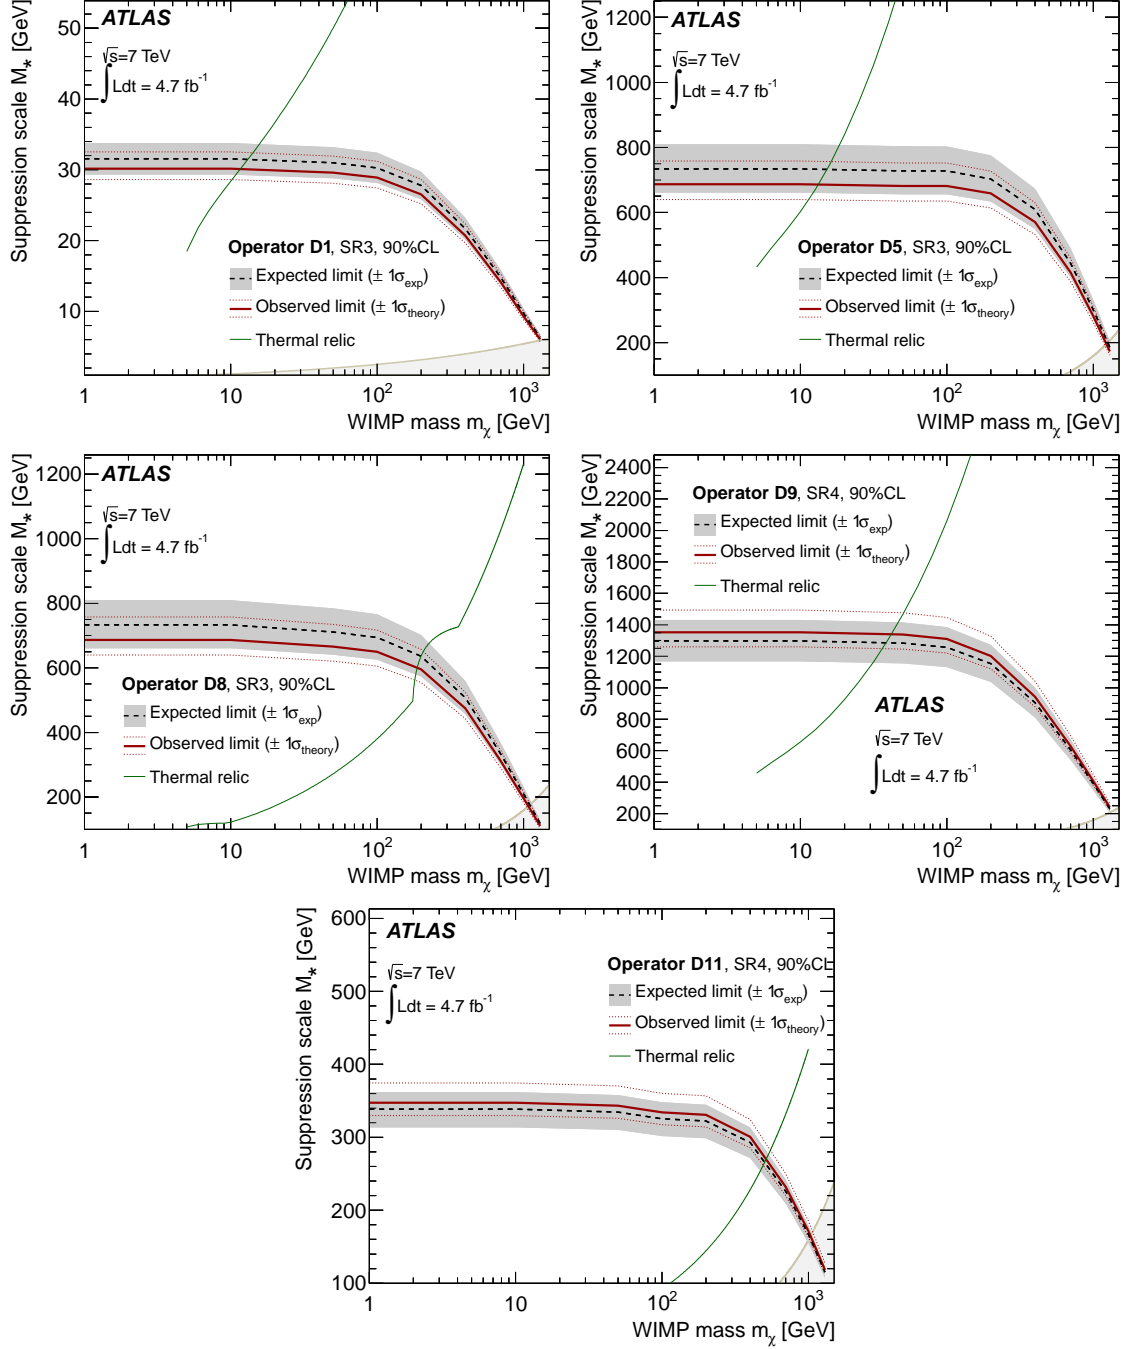 ATLAS
√s=7 TeV
∫Ldt = 4.7 fb⁻¹
Operator D1, SR3, 90%CL
Expected limit (± 1σexp)
Observed limit (± 1σtheory)
Thermal relic
Suppression scale M* [GeV]
50
40
30
20
10
1
10
10²
10³
WIMP mass mχ [GeV]
ATLAS
√s=7 TeV
∫Ldt = 4.7 fb⁻¹
Operator D5, SR3, 90%CL
Expected limit (± 1σexp)
Observed limit (± 1σtheory)
Thermal relic
Suppression scale M* [GeV]
1200
1000
800
600
400
200
1
10
10²
10³
WIMP mass mχ [GeV]
ATLAS
√s=7 TeV
∫Ldt = 4.7 fb⁻¹
Operator D8, SR3, 90%CL
Expected limit (± 1σexp)
Observed limit (± 1σtheory)
Thermal relic
Suppression scale M* [GeV]
1200
1000
800
600
400
200
1
10
10²
10³
WIMP mass mχ [GeV]
Operator D9, SR4, 90%CL
Expected limit (± 1σexp)
Observed limit (± 1σtheory)
Thermal relic
ATLAS
√s=7 TeV
∫Ldt = 4.7 fb⁻¹
Suppression scale M* [GeV]
2400
2200
2000
1800
1600
1400
1200
1000
800
600
400
200
1
10
10²
10³
WIMP mass mχ [GeV]
ATLAS
√s=7 TeV
∫Ldt = 4.7 fb⁻¹
Operator D11, SR4, 90%CL
Expected limit (± 1σexp)
Observed limit (± 1σtheory)
Thermal relic
Suppression scale M* [GeV]
600
500
400
300
200
100
1
10
10²
10³
WIMP mass mχ [GeV]